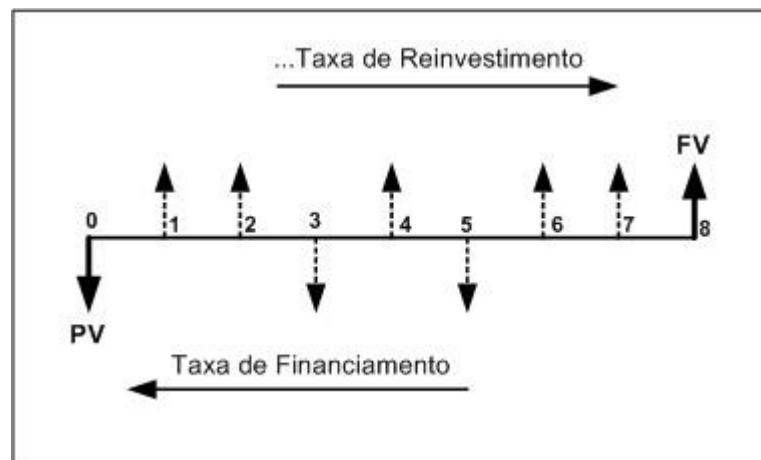 ...Taxa de Reinvestimento
FV
0 1 2 3 4 5 6 7 8
PV
Taxa de Financiamento